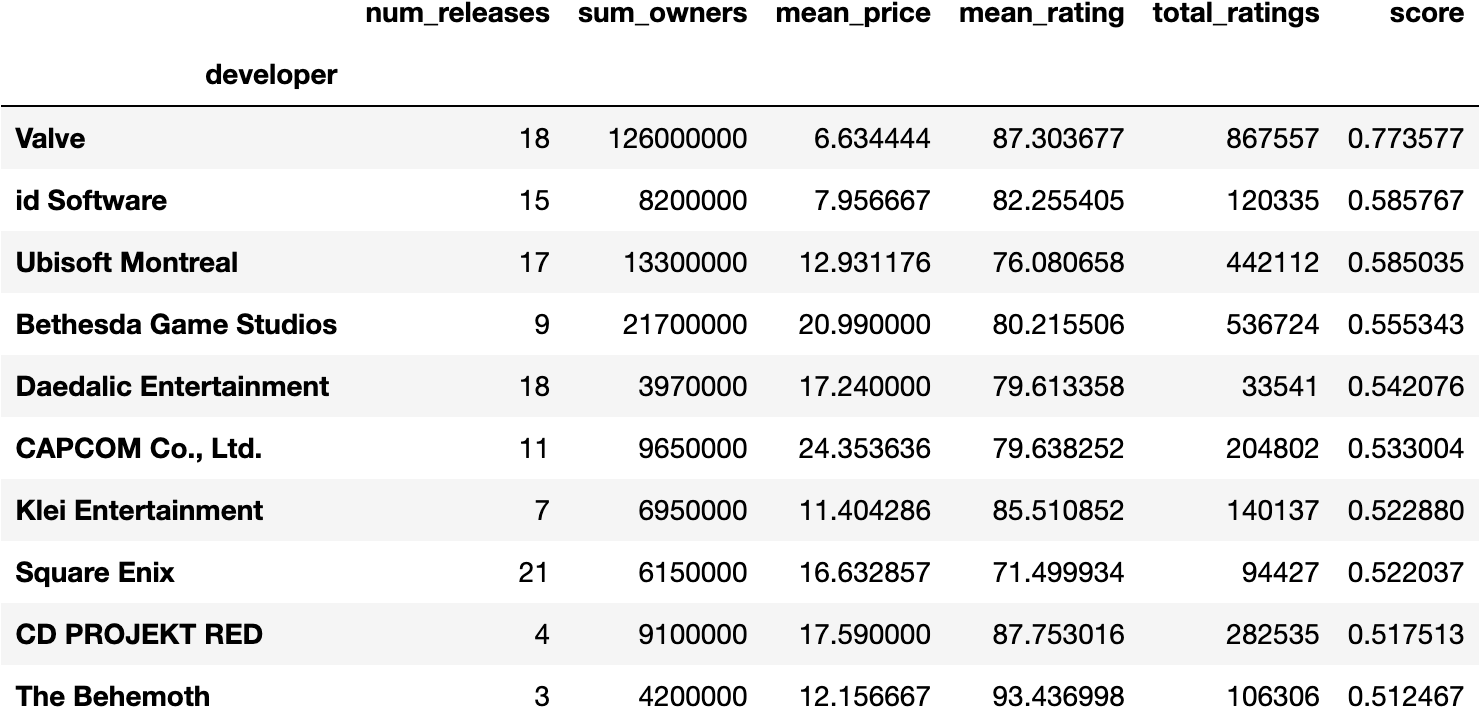 num_releases sum_owners mean_price mean_rating total_ratings score
developer
Valve 18 126000000 6.634444 87.303677 867557 0.773577
id Software 15 8200000 7.956667 82.255405 120335 0.585767
Ubisoft Montreal 17 13300000 12.931176 76.080658 442112 0.585035
Bethesda Game Studios 9 21700000 20.990000 80.215506 536724 0.555343
Daedalic Entertainment 18 3970000 17.240000 79.613358 33541 0.542076
CAPCOM Co., Ltd. 11 9650000 24.353636 79.638252 204802 0.533004
Klei Entertainment 7 6950000 11.404286 85.510852 140137 0.522880
Square Enix 21 6150000 16.632857 71.499934 94427 0.522037
CD PROJEKT RED 4 9100000 17.590000 87.753016 282535 0.517513
The Behemoth 3 4200000 12.156667 93.436998 106306 0.512467